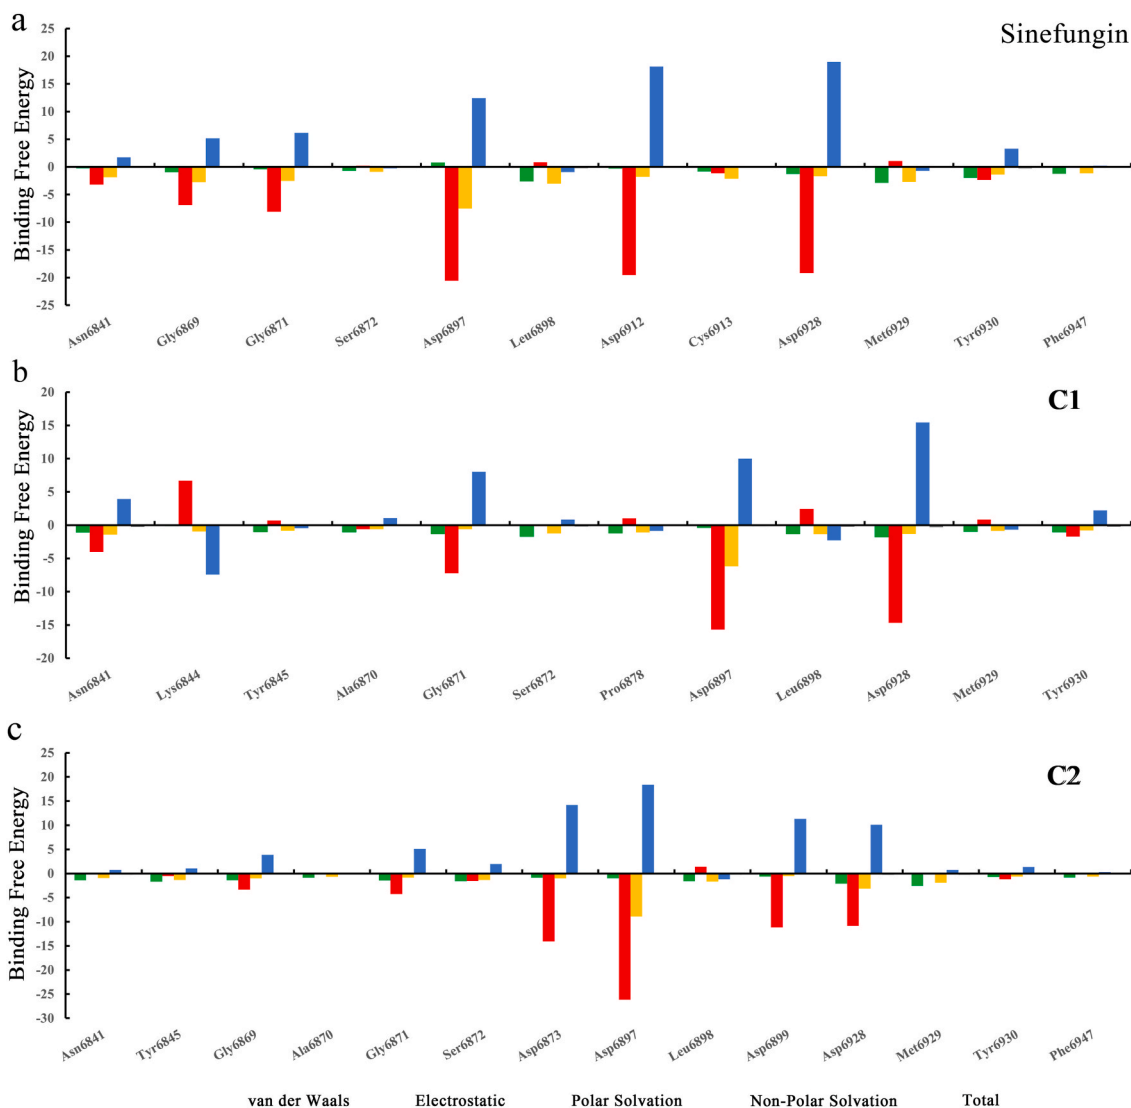 a
Sinefungin
Binding Free Energy
25
20
15
10
5
0
-5
-10
-15
-20
-25
Asn6841 Gly6869 Gly6871 Ser6872 Asp6897 Leu6898 Asp6912 Cys6913 Asp6928 Met6929 Tyr6930 Phe6947
b
C1
Binding Free Energy
20
15
10
5
0
-5
-10
-15
-20
Asn6841 Lys6844 Tyr6845 Ala6870 Gly6871 Ser6872 Pro6878 Asp6897 Leu6898 Asp6928 Met6929 Tyr6930
c
C2
Binding Free Energy
25
20
15
10
5
0
-5
-10
-15
-20
-25
-30
Asn6841 Tyr6845 Gly6869 Ala6870 Gly6871 Ser6872 Asp6873 Asp6897 Leu6898 Asp6899 Asp6928 Met6929 Tyr6930 Phe6947
van der Waals Electrostatic Polar Solvation Non-Polar Solvation Total